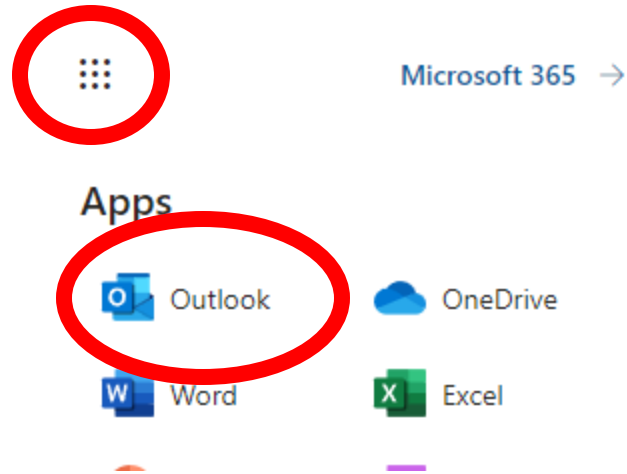 Microsoft 365 →
Apps
O Outlook
OneDrive
W Word
X Excel